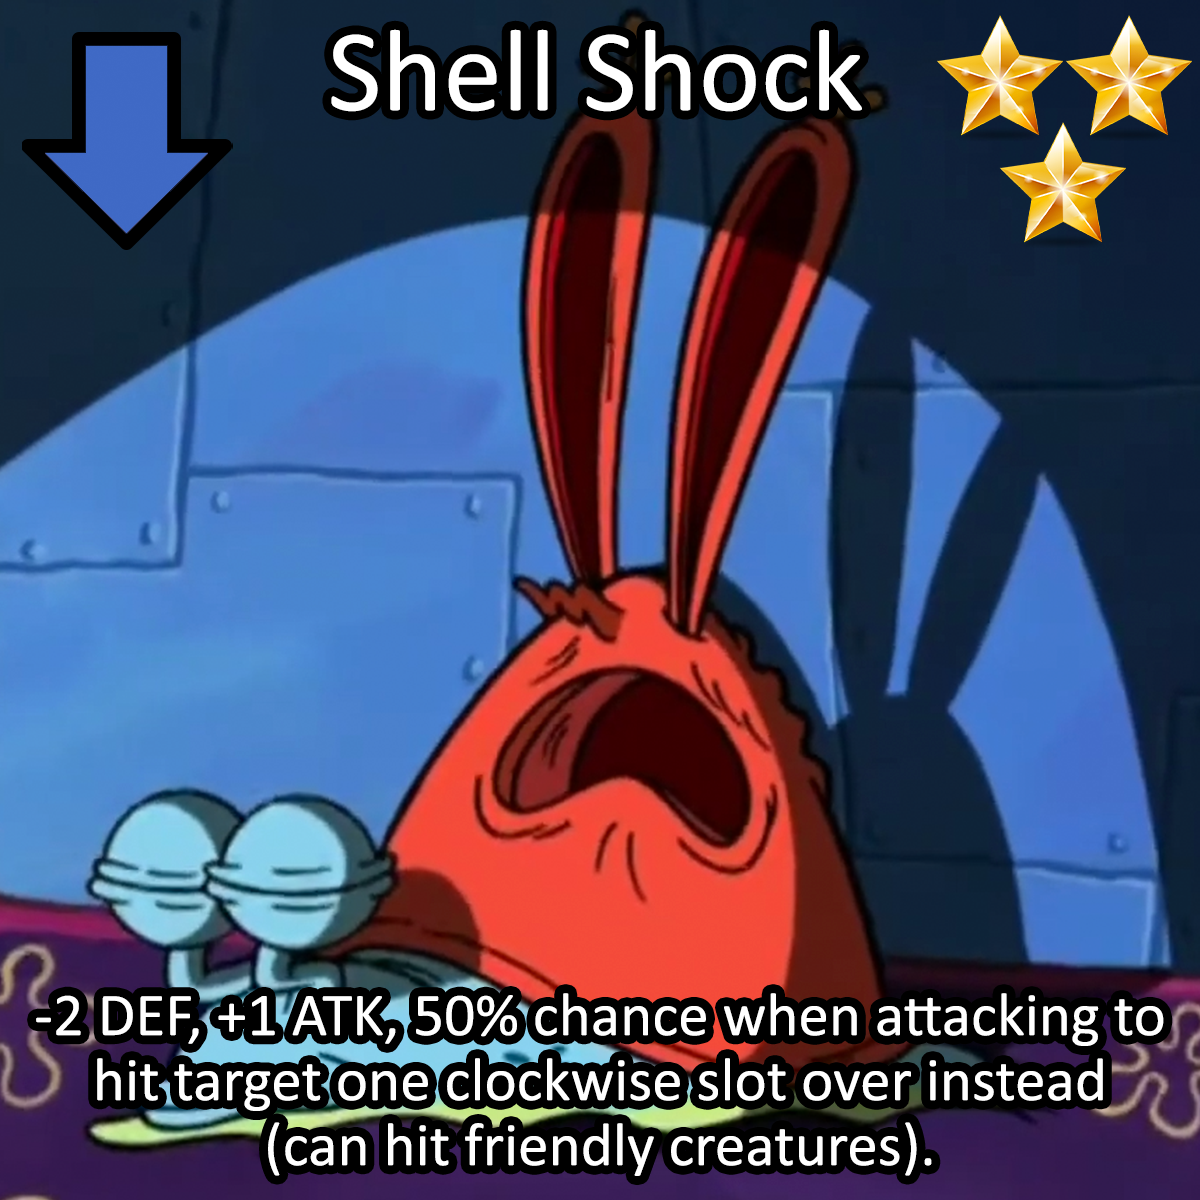 Shell Shock
-2 DEF, +1 ATK, 50% chance when attacking to
hit target one clockwise slot over instead
(can hit friendly creatures).